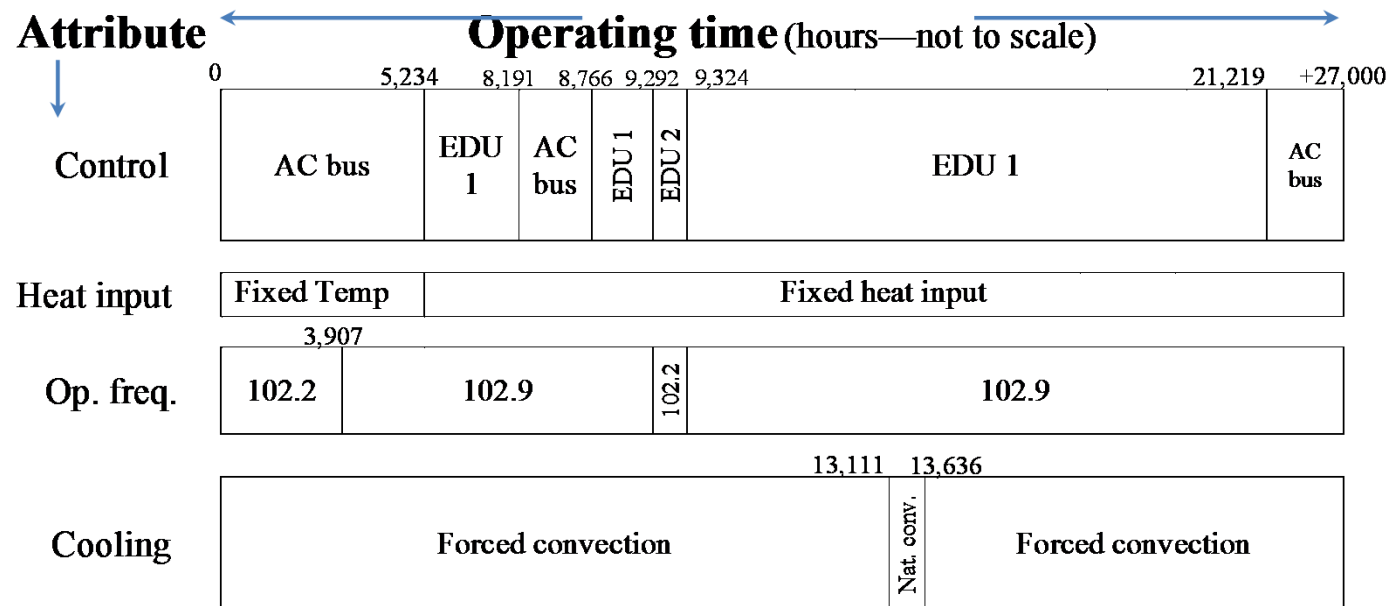 Attribute
Operating time (hours—not to scale)
0 5,234 8,191 8,766 9,292 9,324 21,219 +27,000
Control
AC bus
EDU
1
AC
bus
EDU 1
EDU 2
EDU 1
AC
bus
Heat input
Fixed Temp
Fixed heat input
3,907
Op. freq.
102.2
102.9
102.2
102.9
13,111 13,636
Cooling
Forced convection
Nat. conv.
Forced convection